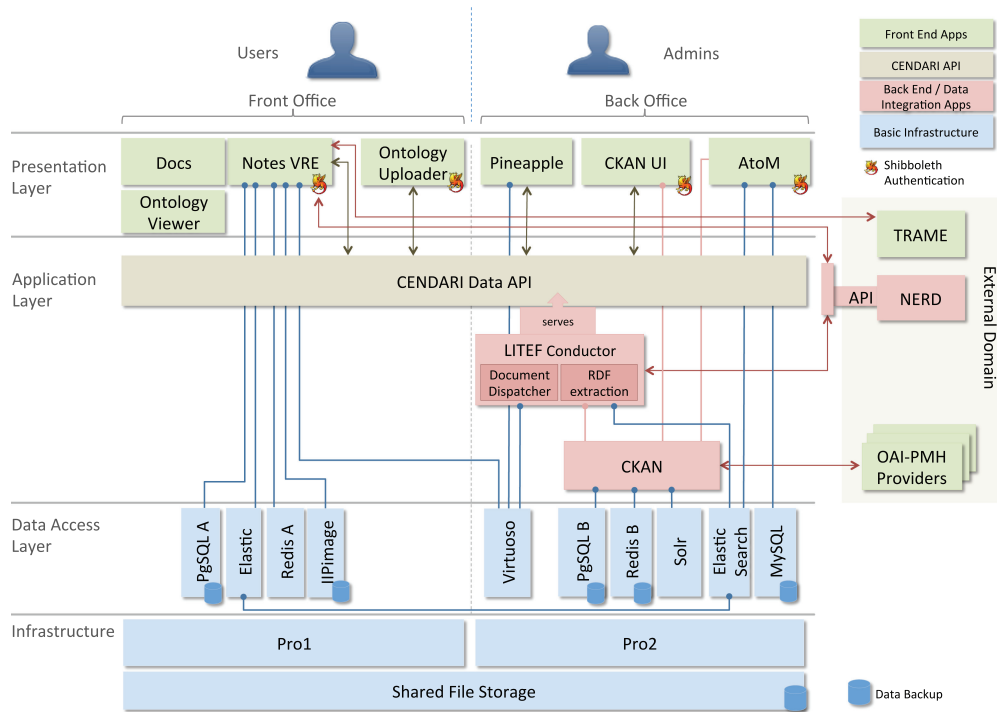 Users
Admins
Front Office
Back Office
Front End Apps
CENDARI API
Back End / Data
Integration Apps
Basic Infrastructure
Shibboleth
Authentication
Presentation
Layer
Docs
Notes VRE
Ontology
Uploader
Pineapple
CKAN UI
AtoM
Ontology
Viewer
TRAME
Application
Layer
CENDARI Data API
API
NERD
External Domain
serves
LITEF Conductor
Document
Dispatcher
RDF
extraction
CKAN
OAI-PMH
Providers
Data Access
Layer
PgSQL A
Elastic
Redis A
IIPimage
Virtuoso
PgSQL B
Redis B
Solr
Elastic
Search
MySQL
Infrastructure
Pro1
Pro2
Shared File Storage
Data Backup